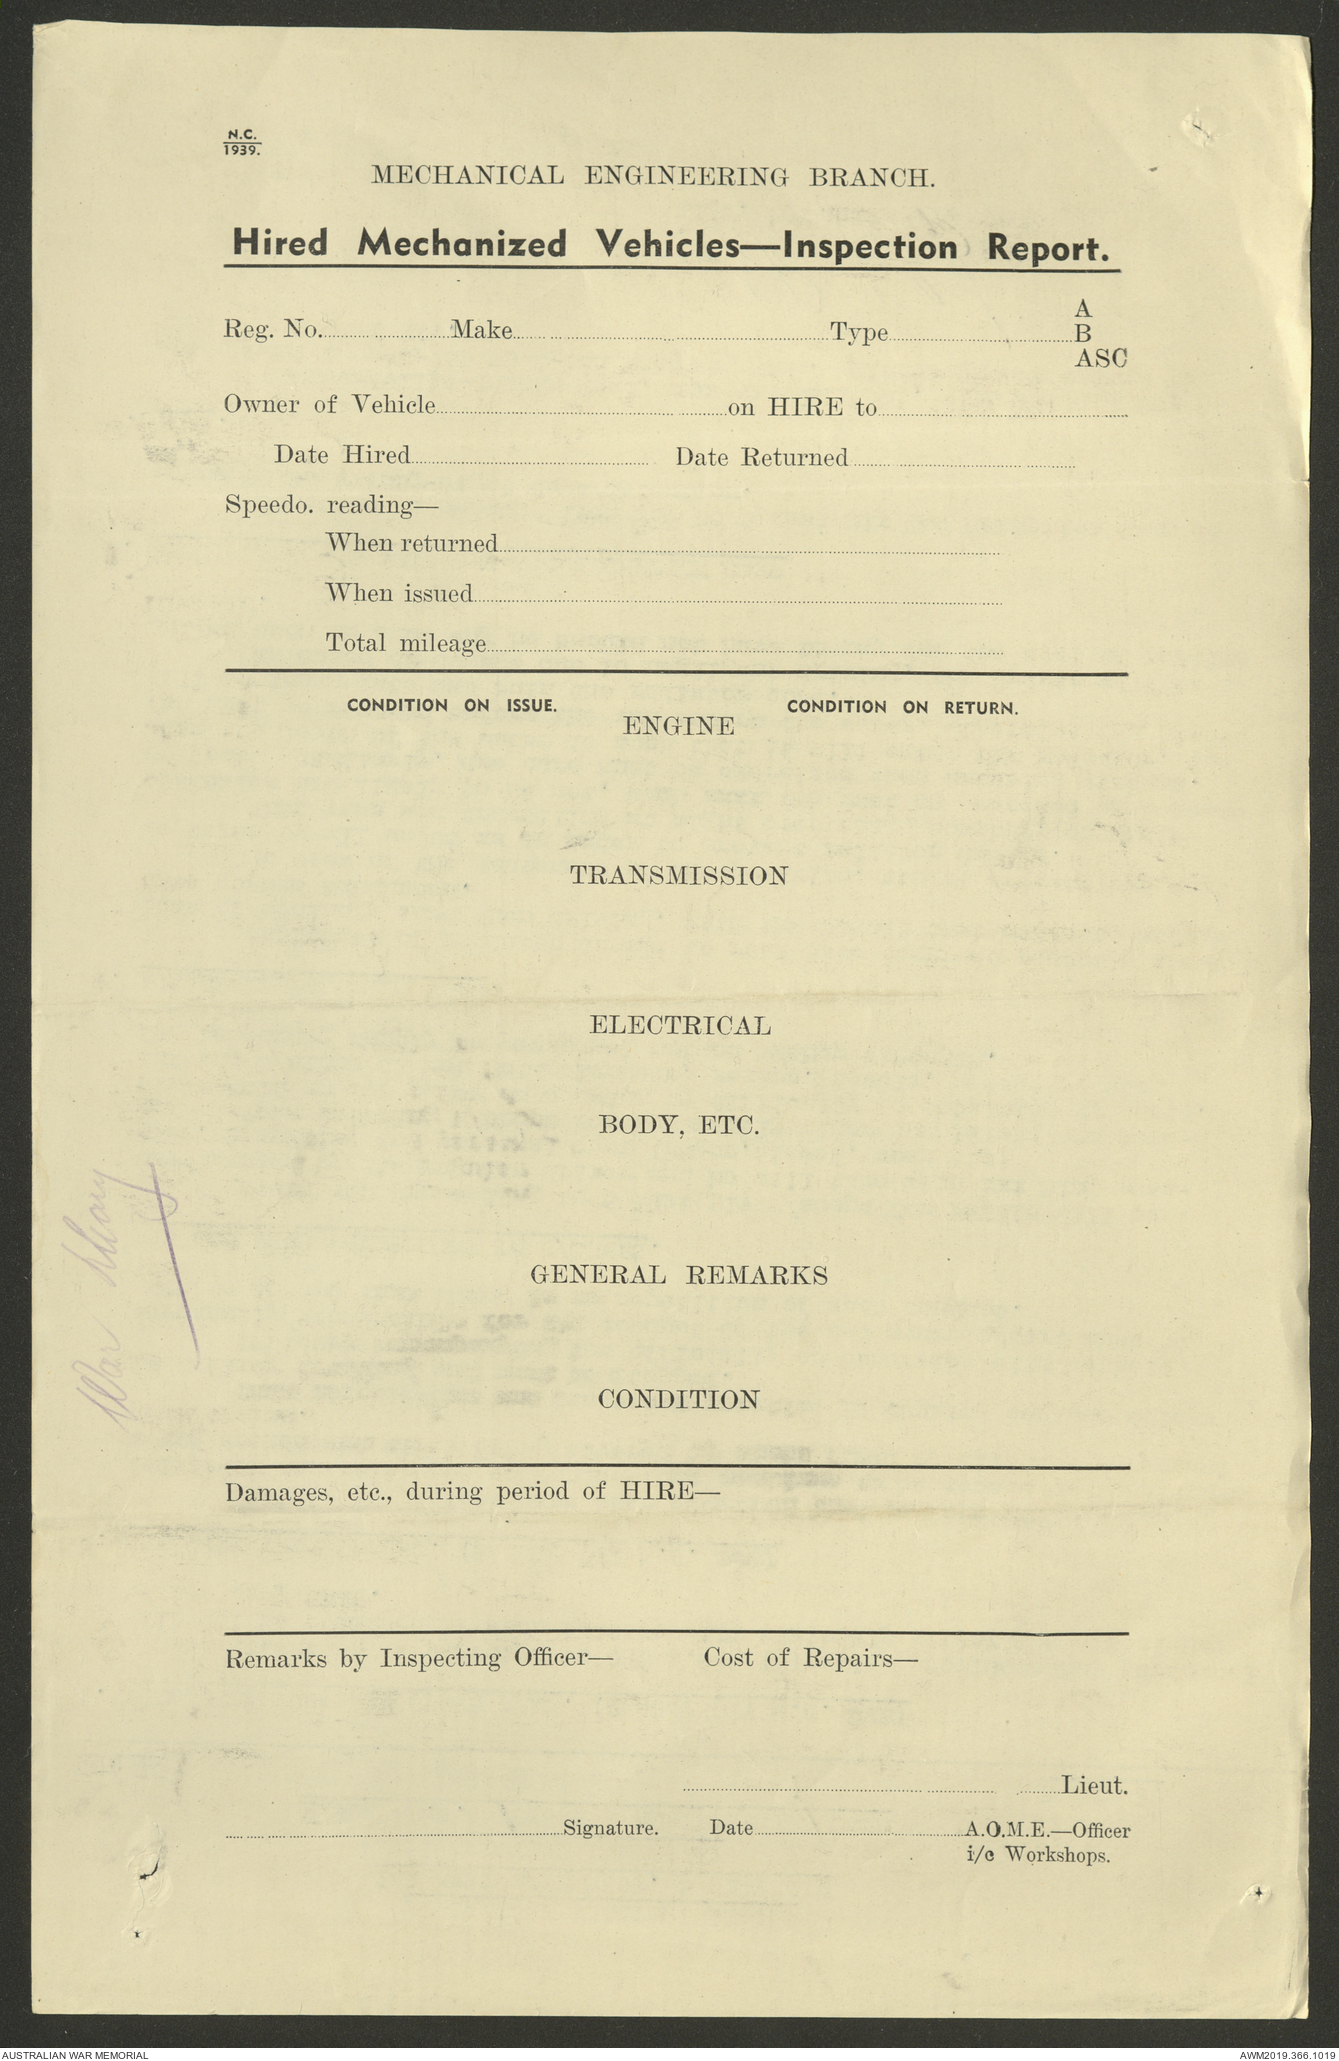 N.C.
1939.
MECHANICAL ENGINEERING BRANCH.
Hired Mechanized Vehicles—Inspection Report.
A
Reg. No. Make Type B
ASC
Owner of Vehicle on HIRE to
Date Hired Date Returned
Speedo. reading—
When returned
When issued
Total mileage
CONDITION ON ISSUE. CONDITION ON RETURN.
ENGINE
TRANSMISSION
ELECTRICAL
BODY, ETC.
War Diary
GENERAL REMARKS
CONDITION
Damages, etc., during period of HIRE—
Remarks by Inspecting Officer— Cost of Repairs—
Lieut.
Signature. Date A.O.M.E.—Officer
i/c Workshops.
AUSTRALIAN WAR MEMORIAL AWM2019.366.1019